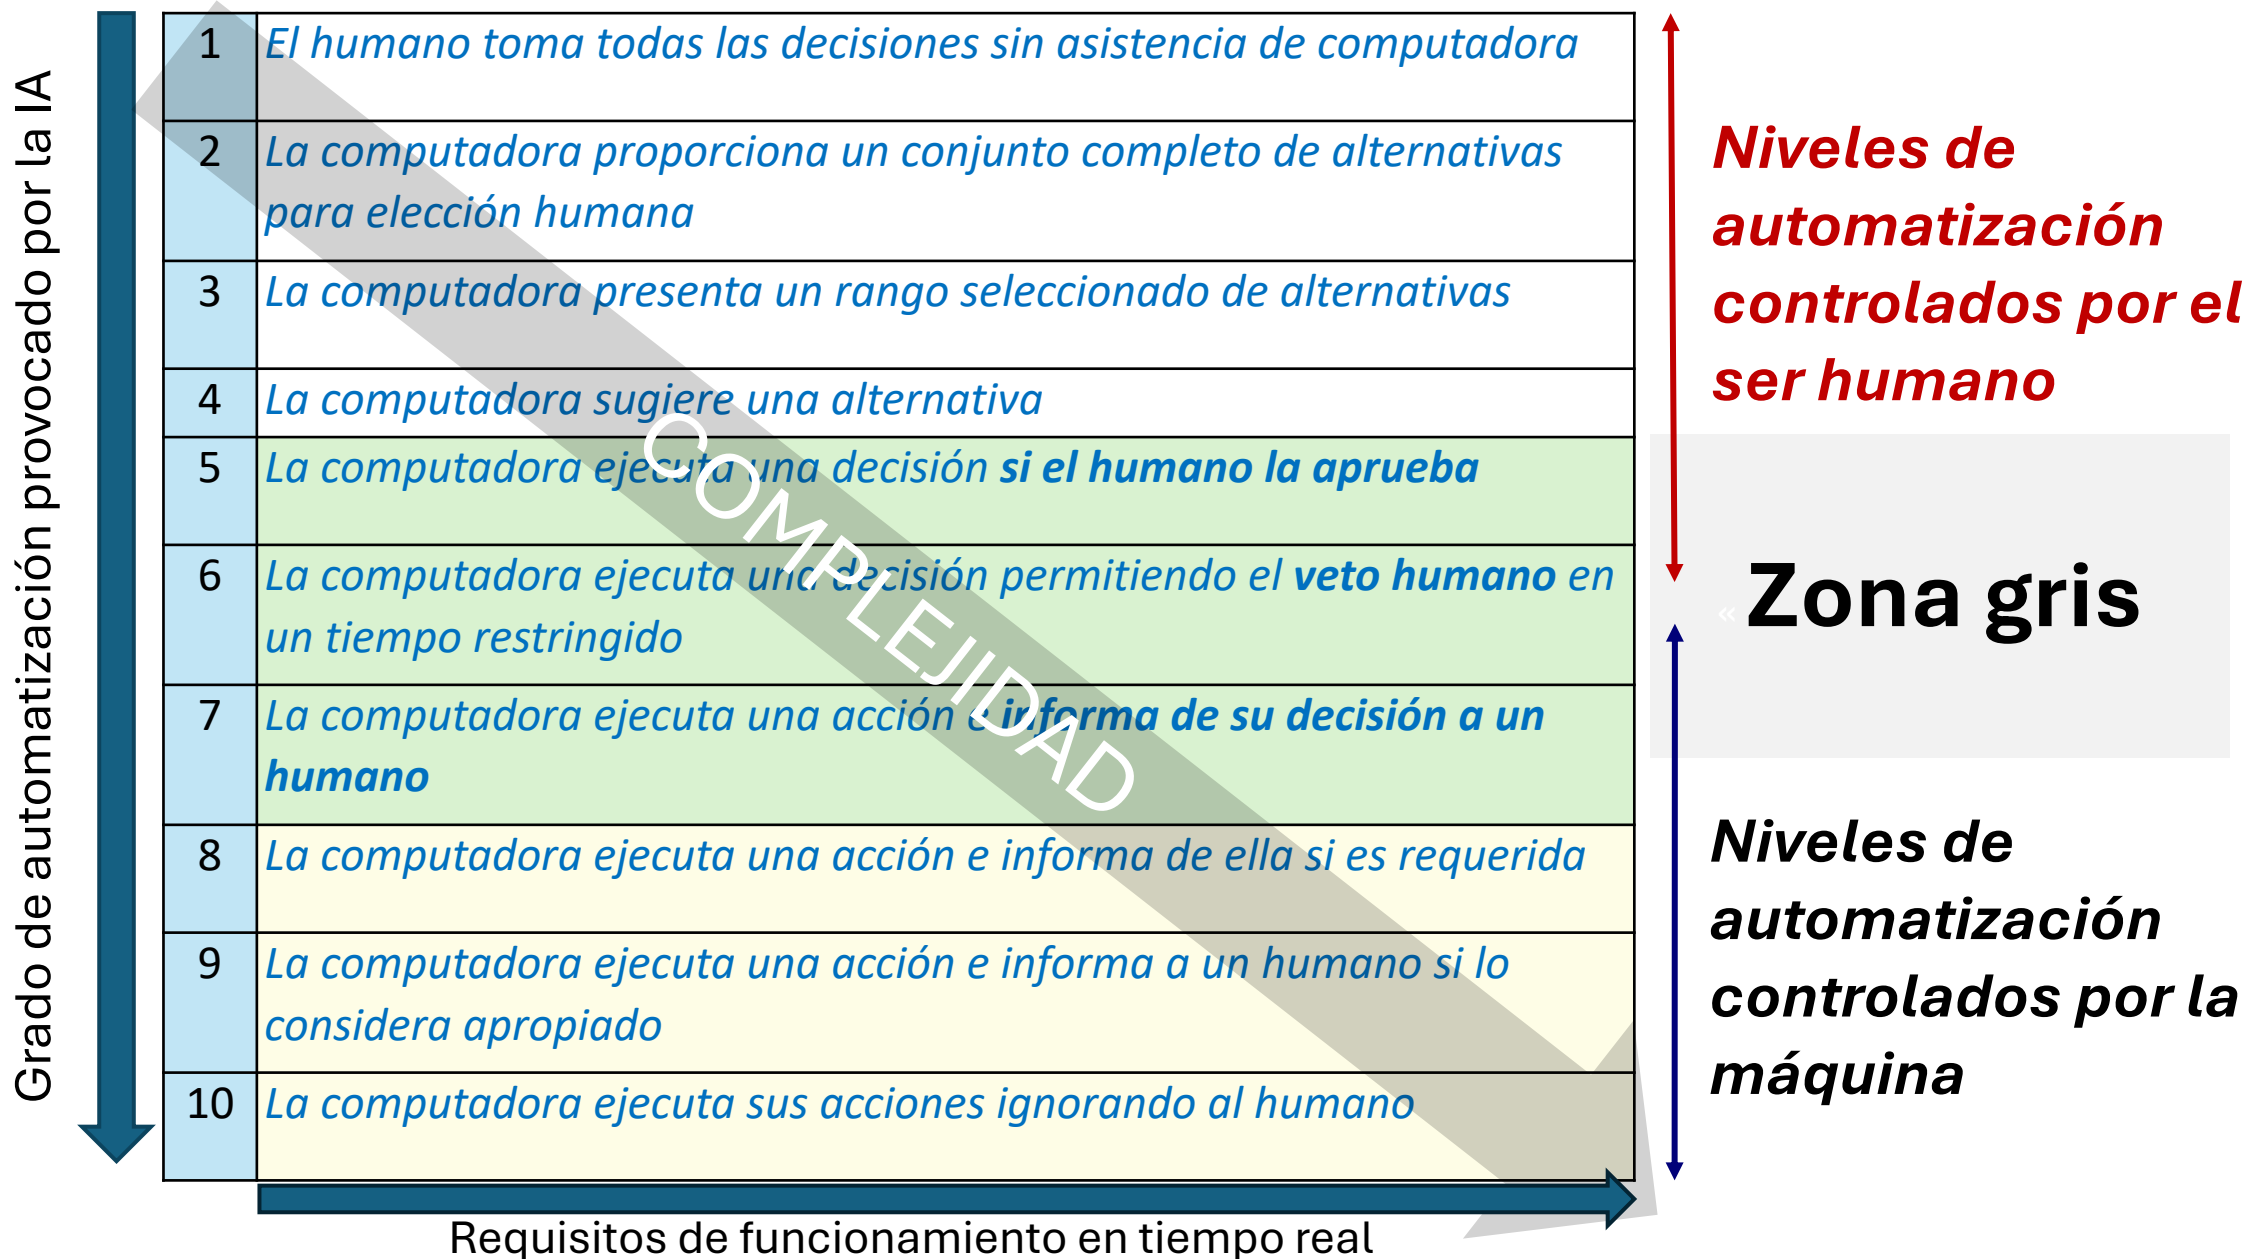 Grado de automatización provocado por la IA
1 El humano toma todas las decisiones sin asistencia de computadora
2 La computadora proporciona un conjunto completo de alternativas
para elección humana
3 La computadora presenta un rango seleccionado de alternativas
4 La computadora sugiere una alternativa
5 La computadora ejecuta una decisión si el humano la aprueba
6 La computadora ejecuta una decisión permitiendo el veto humano en
un tiempo restringido
7 La computadora ejecuta una acción e informa de su decisión a un
humano
8 La computadora ejecuta una acción e informa de ella si es requerida
9 La computadora ejecuta una acción e informa a un humano si lo
considera apropiado
10 La computadora ejecuta sus acciones ignorando al humano
COMPLEJIDAD
Requisitos de funcionamiento en tiempo real
Niveles de
automatización
controlados por el
ser humano
« Zona gris
Niveles de
automatización
controlados por la
máquina